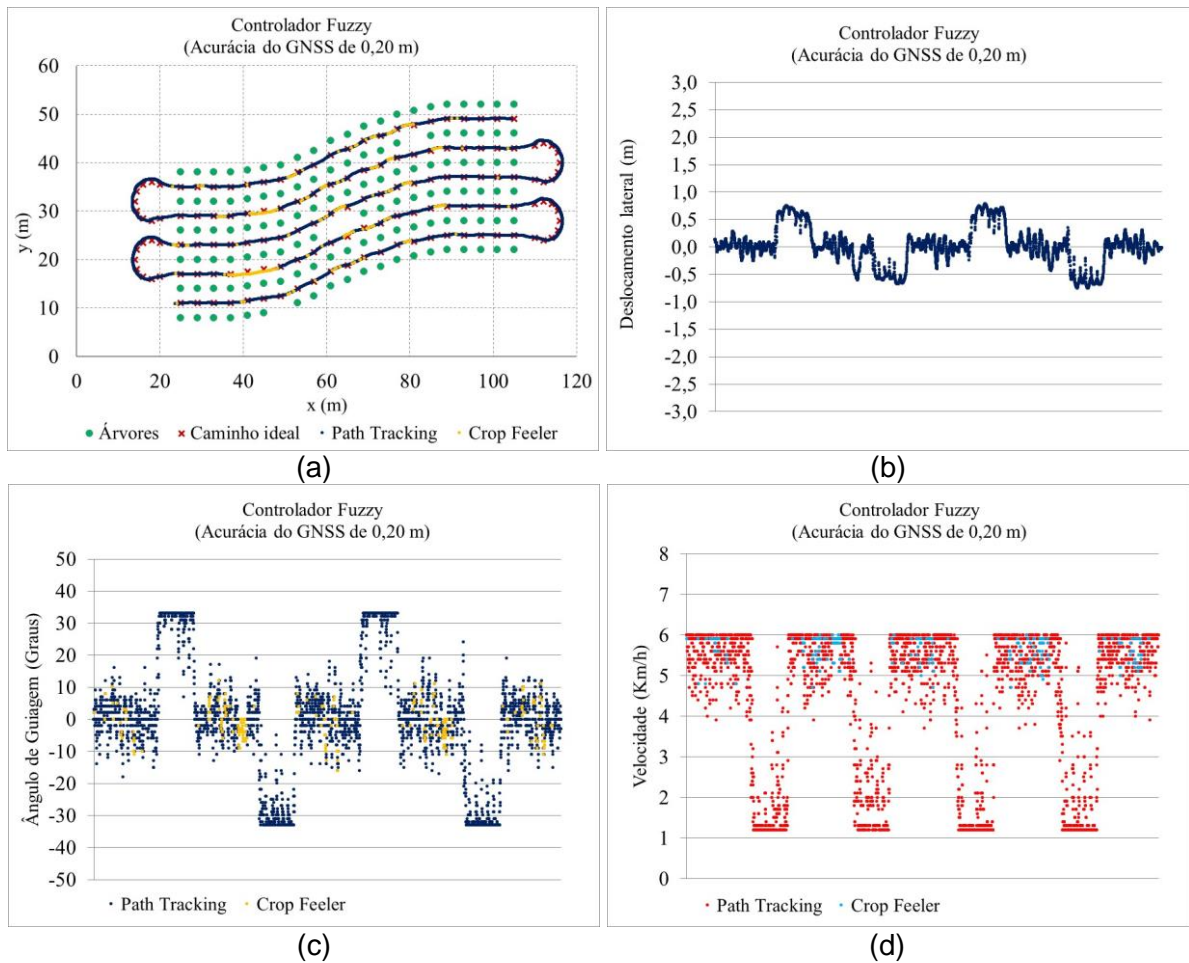 Controlador Fuzzy
(Acurácia do GNSS de 0,20 m)
60
50
40
30
20
10
0
y (m)
0 20 40 60 80 100 120
x (m)
Árvores Caminho ideal Path Tracking Crop Feeler
(a)
Controlador Fuzzy
(Acurácia do GNSS de 0,20 m)
3,0
2,5
2,0
1,5
1,0
0,5
0,0
-0,5
-1,0
-1,5
-2,0
-2,5
-3,0
Deslocamento lateral (m)
(b)
Controlador Fuzzy
(Acurácia do GNSS de 0,20 m)
50
40
30
20
10
0
-10
-20
-30
-40
-50
Ângulo de Guiagem (Graus)
Path Tracking Crop Feeler
(c)
Controlador Fuzzy
(Acurácia do GNSS de 0,20 m)
8
7
6
5
4
3
2
1
0
Velocidade (Km/h)
Path Tracking Crop Feeler
(d)